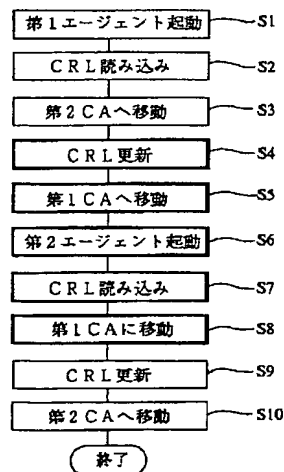 第1エージェント起動 S1
CRL読み込み S2
第2CAへ移動 S3
CRL更新 S4
第1CAへ移動 S5
第2エージェント起動 S6
CRL読み込み S7
第1CAに移動 S8
CRL更新 S9
第2CAへ移動 S10
終了